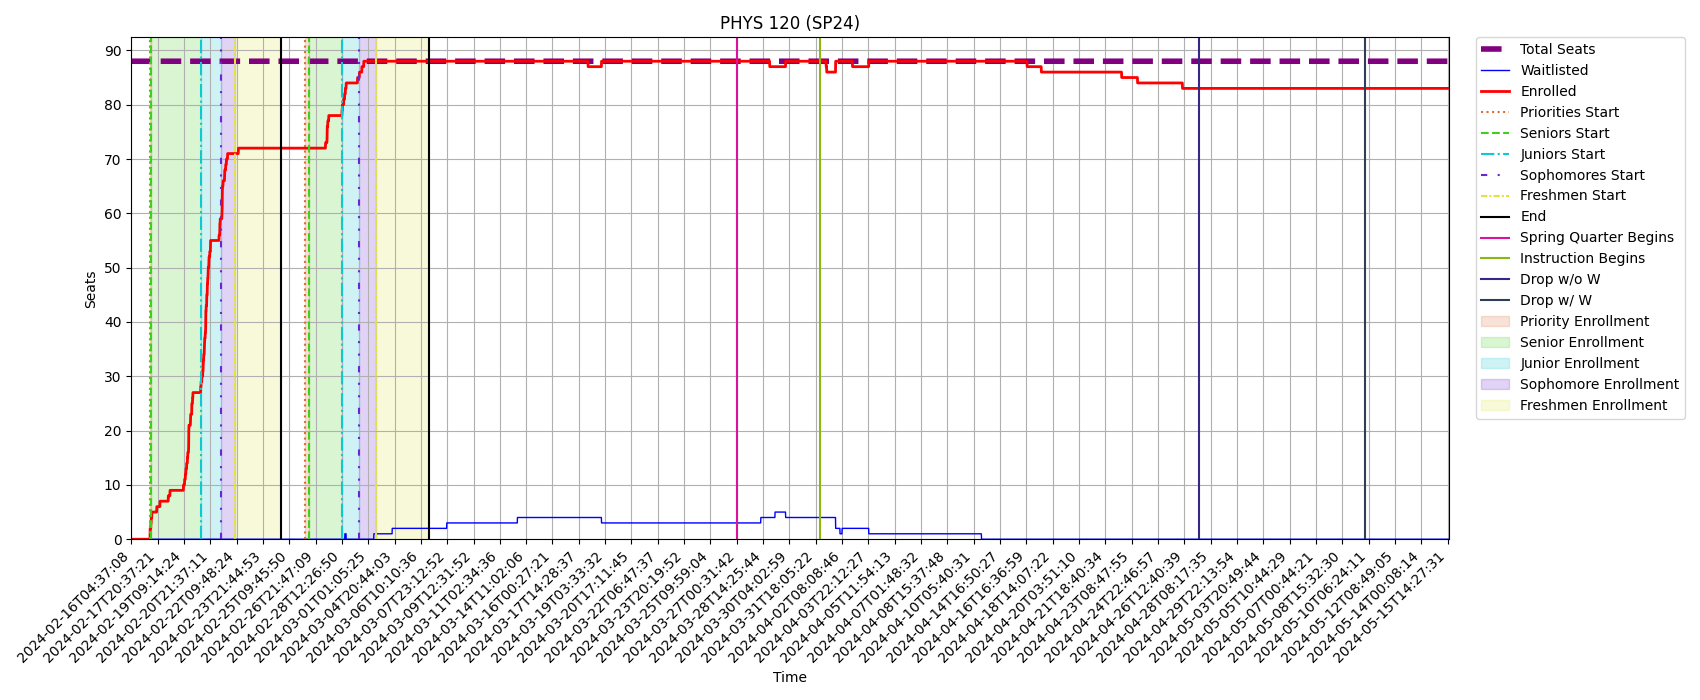 PHYS 120 (SP24)
Seats
90
80
70
60
50
40
30
20
10
0
2024-02-16T04:37:08
2024-02-17T20:37:21
2024-02-19T09:14:24
2024-02-20T21:37:11
2024-02-22T09:48:24
2024-02-23T21:44:53
2024-02-25T09:45:50
2024-02-26T21:47:09
2024-02-28T12:26:50
2024-03-01T01:05:25
2024-03-04T20:44:03
2024-03-06T10:10:36
2024-03-07T23:12:52
2024-03-09T12:31:52
2024-03-11T02:34:36
2024-03-14T11:02:06
2024-03-16T00:27:21
2024-03-17T14:28:37
2024-03-19T03:33:32
2024-03-20T17:11:45
2024-03-22T06:47:37
2024-03-23T20:19:52
2024-03-25T09:59:04
2024-03-27T00:31:42
2024-03-28T14:25:44
2024-03-30T04:02:59
2024-03-31T18:05:22
2024-04-02T08:08:46
2024-04-03T22:12:27
2024-04-05T11:54:13
2024-04-07T01:48:32
2024-04-08T15:37:48
2024-04-10T05:40:31
2024-04-14T16:50:27
2024-04-16T16:36:59
2024-04-18T14:07:22
2024-04-20T03:51:10
2024-04-21T18:40:34
2024-04-23T08:47:55
2024-04-24T22:46:57
2024-04-26T12:40:39
2024-04-28T08:17:35
2024-04-29T22:13:54
2024-05-03T20:49:44
2024-05-05T10:44:29
2024-05-07T00:44:21
2024-05-08T15:32:30
2024-05-10T06:24:11
2024-05-12T08:49:05
2024-05-14T00:08:14
2024-05-15T14:27:31
Time
Total Seats
Waitlisted
Enrolled
Priorities Start
Seniors Start
Juniors Start
Sophomores Start
Freshmen Start
End
Spring Quarter Begins
Instruction Begins
Drop w/o W
Drop w/ W
Priority Enrollment
Senior Enrollment
Junior Enrollment
Sophomore Enrollment
Freshmen Enrollment